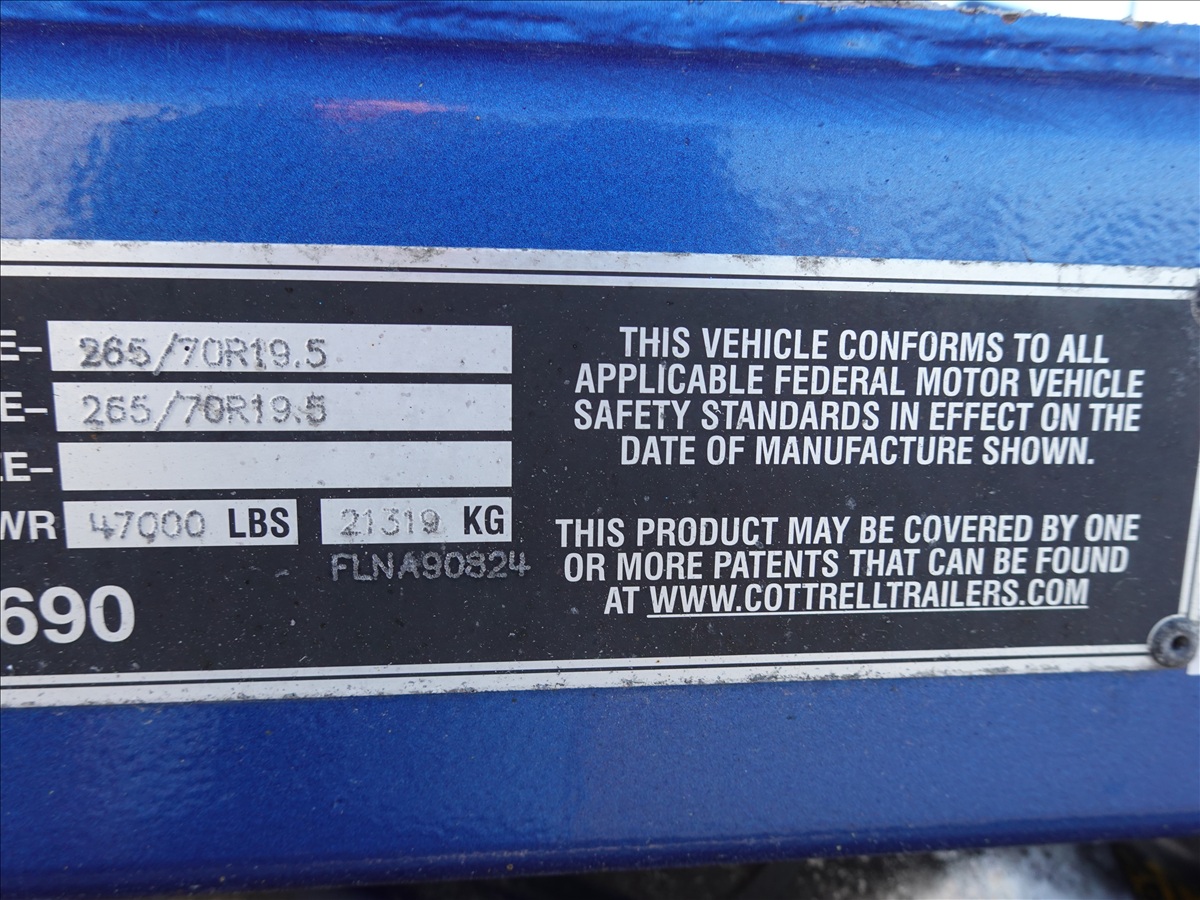 E- 265/70R19.5
E- 265/70R19.5
ZE-
WR 47000 LBS 21319 KG
FLNA90824
690
THIS VEHICLE CONFORMS TO ALL
APPLICABLE FEDERAL MOTOR VEHICLE
SAFETY STANDARDS IN EFFECT ON THE
DATE OF MANUFACTURE SHOWN.
THIS PRODUCT MAY BE COVERED BY ONE
OR MORE PATENTS THAT CAN BE FOUND
AT WWW.COTTRELLTRAILERS.COM